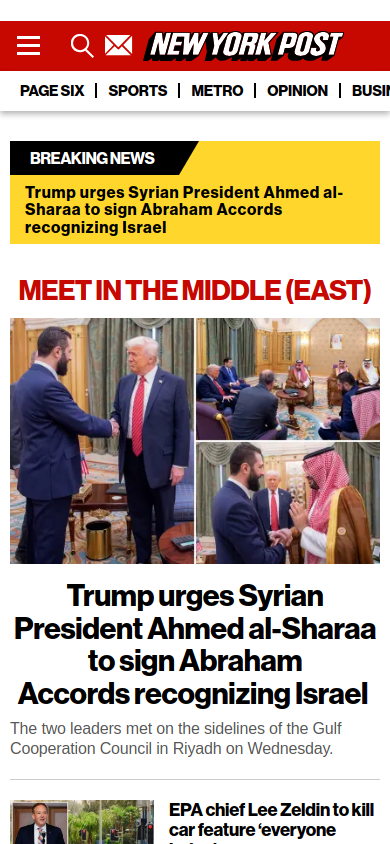 NEW YORK POST
PAGE SIX
SPORTS
METRO
OPINION
BUSIN
BREAKING NEWS
Trump urges Syrian President Ahmed al-
Sharaa to sign Abraham Accords
recognizing Israel
MEET IN THE MIDDLE (EAST)
Trump urges Syrian
President Ahmed al-Sharaa
to sign Abraham
Accords recognizing Israel
The two leaders met on the sidelines of the Gulf
Cooperation Council in Riyadh on Wednesday.
EPA chief Lee Zeldin to kill
car feature ‘everyone